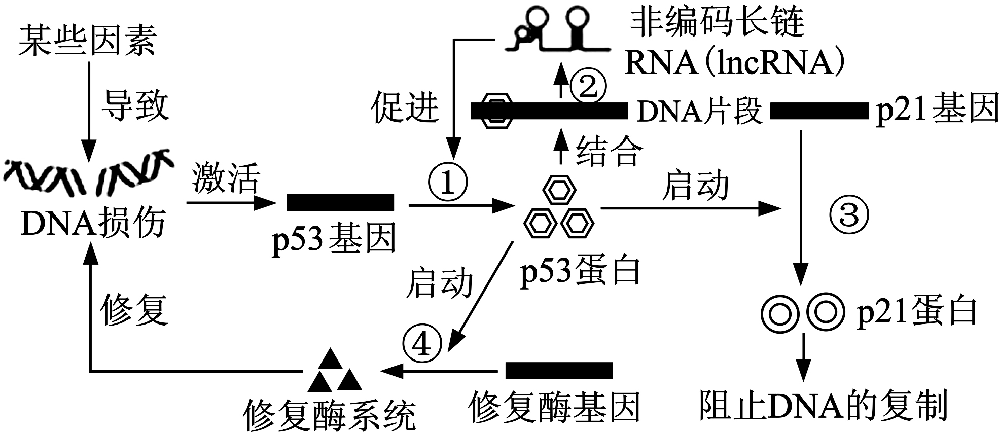 某些因素
导致
DNA损伤
激活
p53基因
①
促进
非编码长链
RNA(lncRNA)
②
DNA片段
p21基因
结合
启动
③
p53蛋白
启动
④
修复
修复酶系统
修复酶基因
p21蛋白
阻止DNA的复制